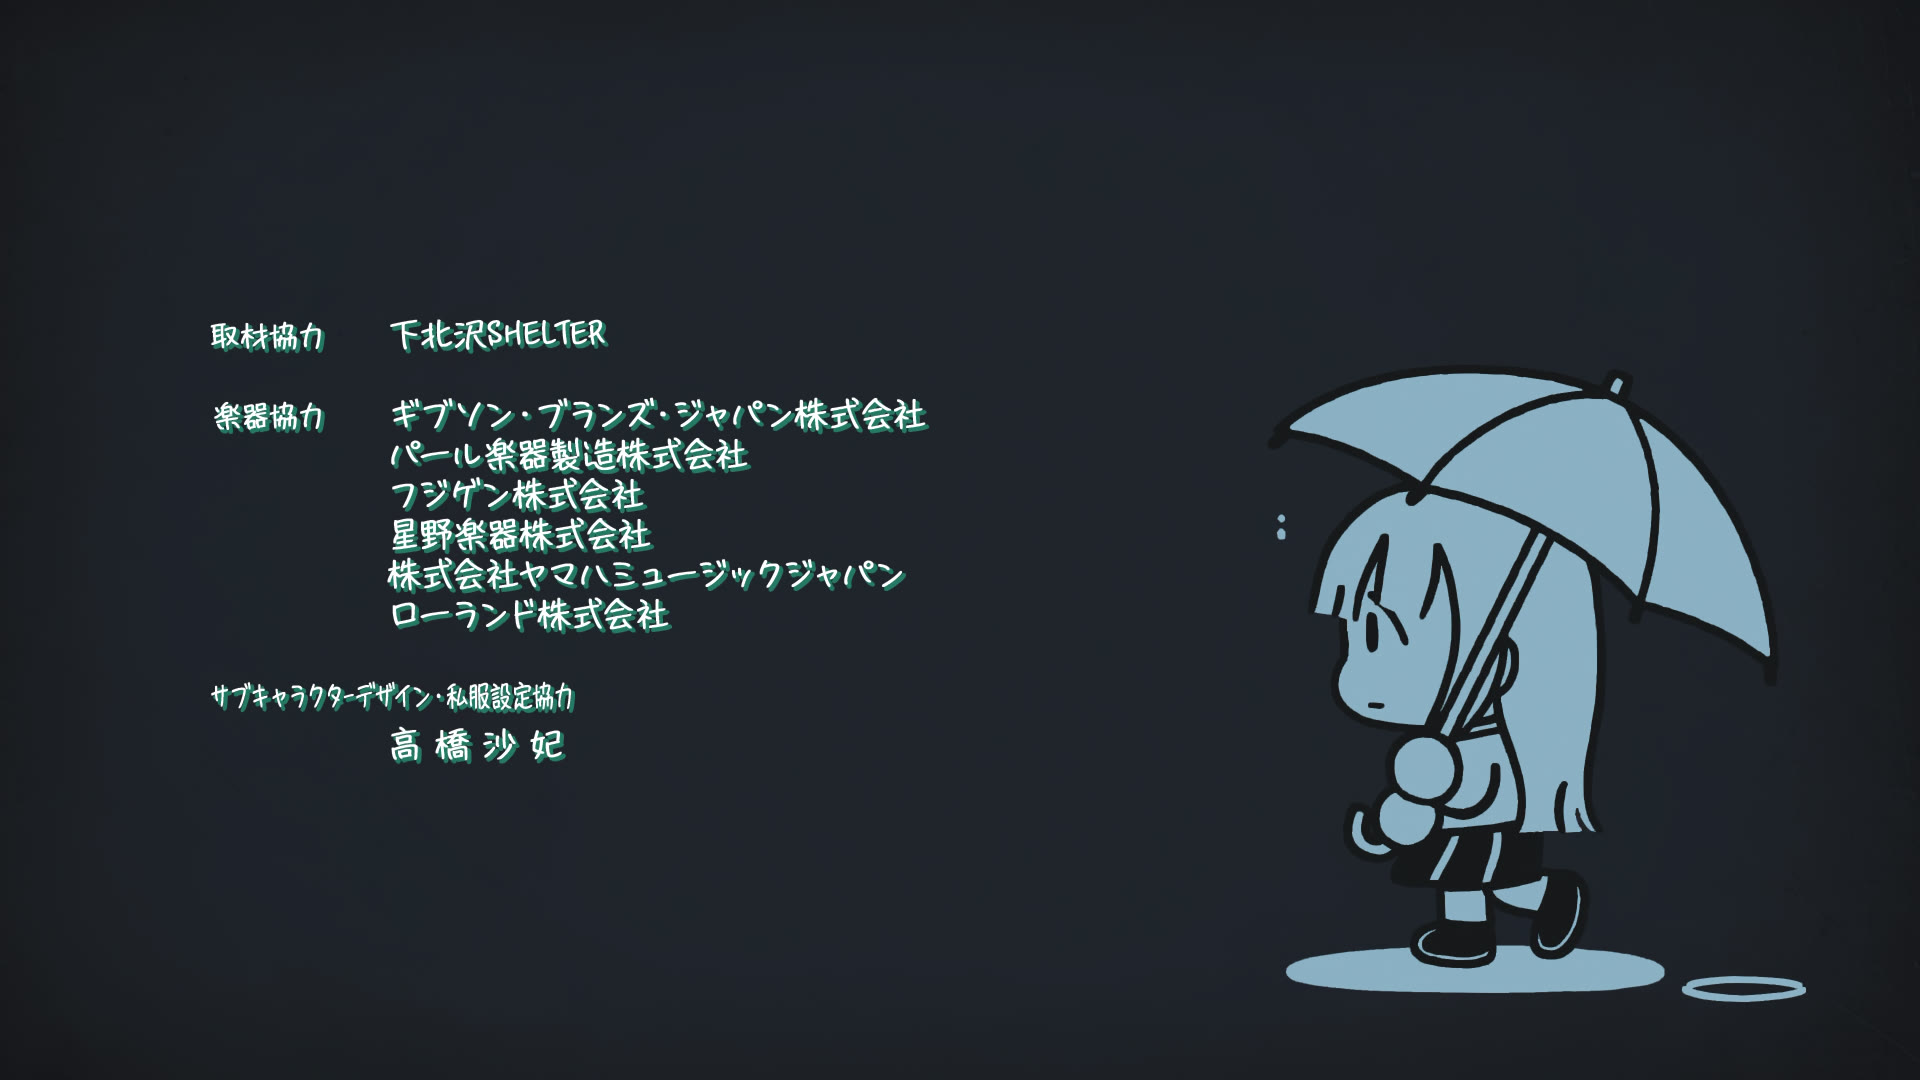 取材協力 下北沢SHELTER
楽器協力 ギブソン・ブランズ・ジャパン株式会社
パール楽器製造株式会社
フジゲン株式会社
星野楽器株式会社
株式会社ヤマハミュージックジャパン
ローランド株式会社
サブキャラクターデザイン・私服設定協力
高橋沙妃